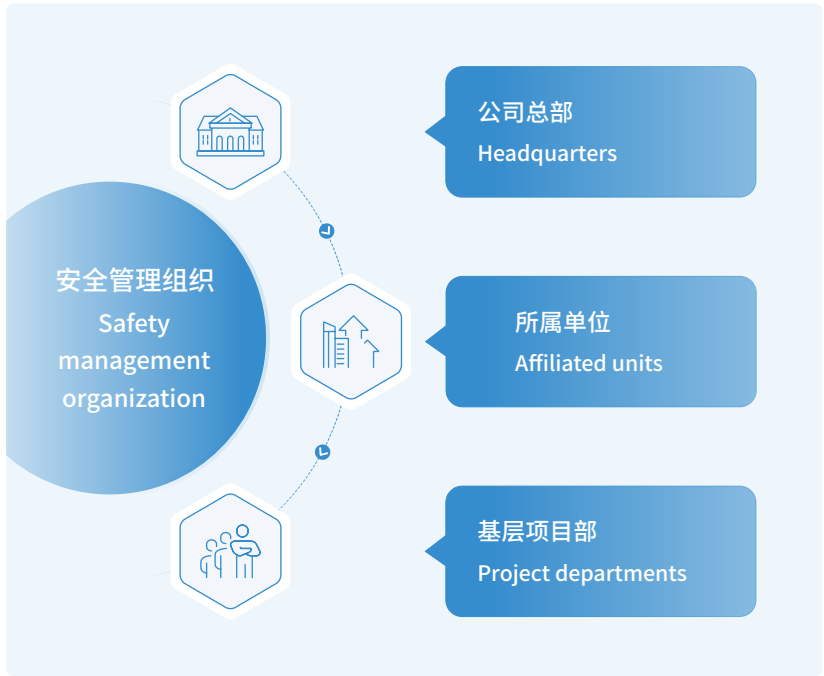 安全管理组织
Safety
management
organization
公司总部
Headquarters
所属单位
Affiliated units
基层项目部
Project departments